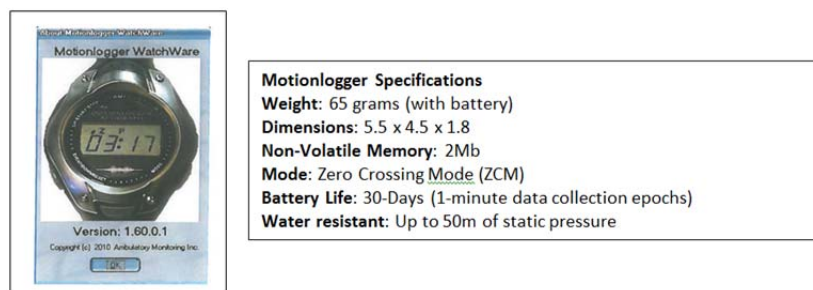 About Motionlogger WatchWare
Motionlogger WatchWare
03:17
Version: 1.60.0.1
Copyright (c) 2010 Ambulatory Monitoring Inc.
OK
Motionlogger Specifications
Weight: 65 grams (with battery)
Dimensions: 5.5 x 4.5 x 1.8
Non-Volatile Memory: 2Mb
Mode: Zero Crossing Mode (ZCM)
Battery Life: 30-Days (1-minute data collection epochs)
Water resistant: Up to 50m of static pressure